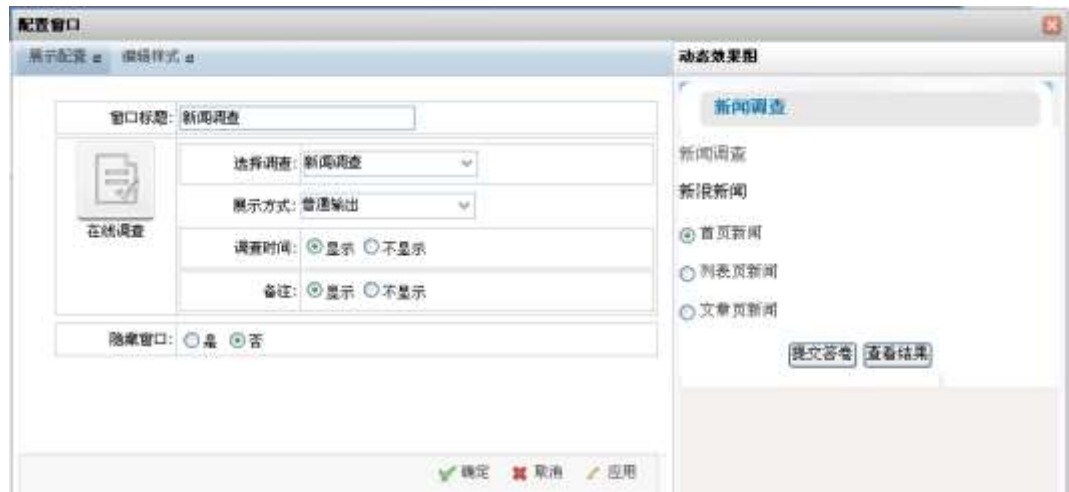 配置窗口
展示配置 编辑样式
窗口标题: 新闻调查
在线调查
选择调查: 新闻调查
展示方式: 普通输出
调查时间: 显示 不显示
备注: 显示 不显示
隐藏窗口: 是 否
确定 取消 应用
动态效果图
新闻调查
新闻调查
新浪新闻
首页新闻
列表页新闻
文章页新闻
提交答卷 查看结果